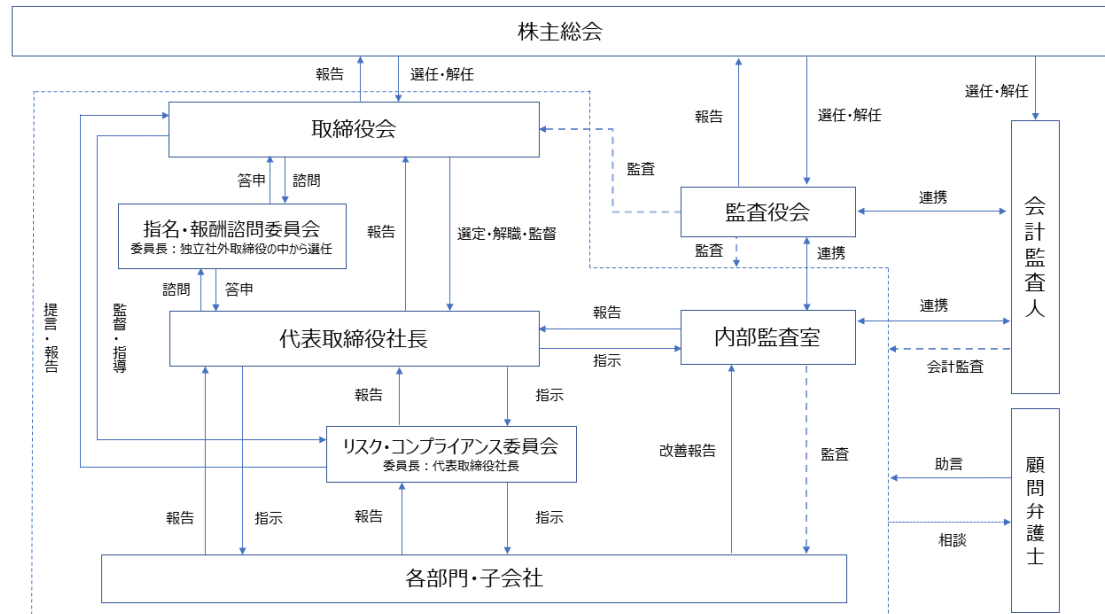 株主総会
報告
選任・解任
報告
選任・解任
選任・解任
取締役会
監査
監査役会
連携
会計監査人
答申
諮問
指名・報酬諮問委員会
委員長：独立社外取締役の中から選任
報告
選定・解職・監督
監査
連携
諮問
答申
提言・報告
監督・指導
代表取締役社長
報告
指示
内部監査室
連携
会計監査
報告
指示
リスク・コンプライアンス委員会
委員長：代表取締役社長
改善報告
監査
助言
相談
顧問弁護士
報告
指示
報告
指示
各部門・子会社